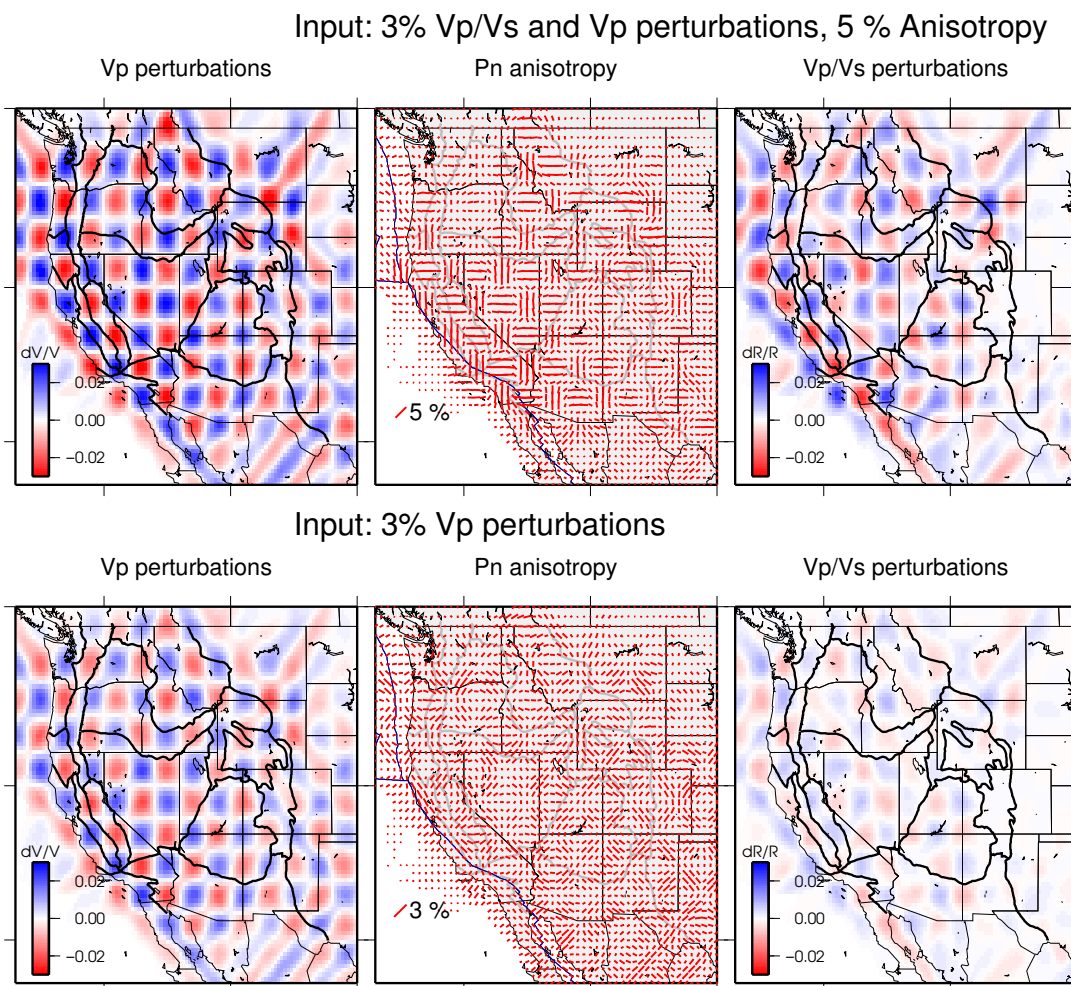 Input: 3% Vp/Vs and Vp perturbations, 5 % Anisotropy
Vp perturbations
Pn anisotropy
Vp/Vs perturbations
dV/V
0.02
0.00
−0.02
5 %
dR/R
0.02
0.00
−0.02
Input: 3% Vp perturbations
Vp perturbations
Pn anisotropy
Vp/Vs perturbations
dV/V
0.02
0.00
−0.02
3 %
dR/R
0.02
0.00
−0.02